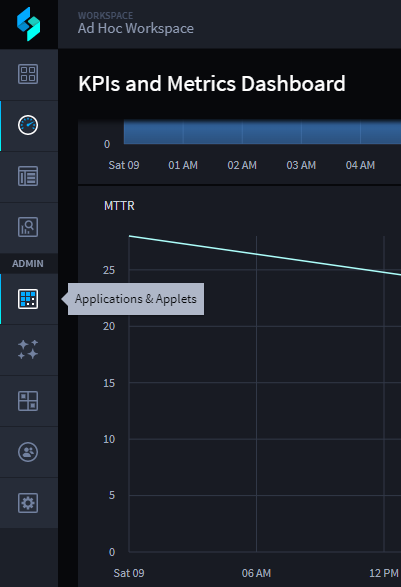 WORKSPACE
Ad Hoc Workspace
KPIs and Metrics Dashboard
0
Sat 09 01 AM 02 AM 03 AM 04 AM
MTTR
25
20
15
10
5
0
Sat 09 06 AM 12 PM
ADMIN
Applications & Applets